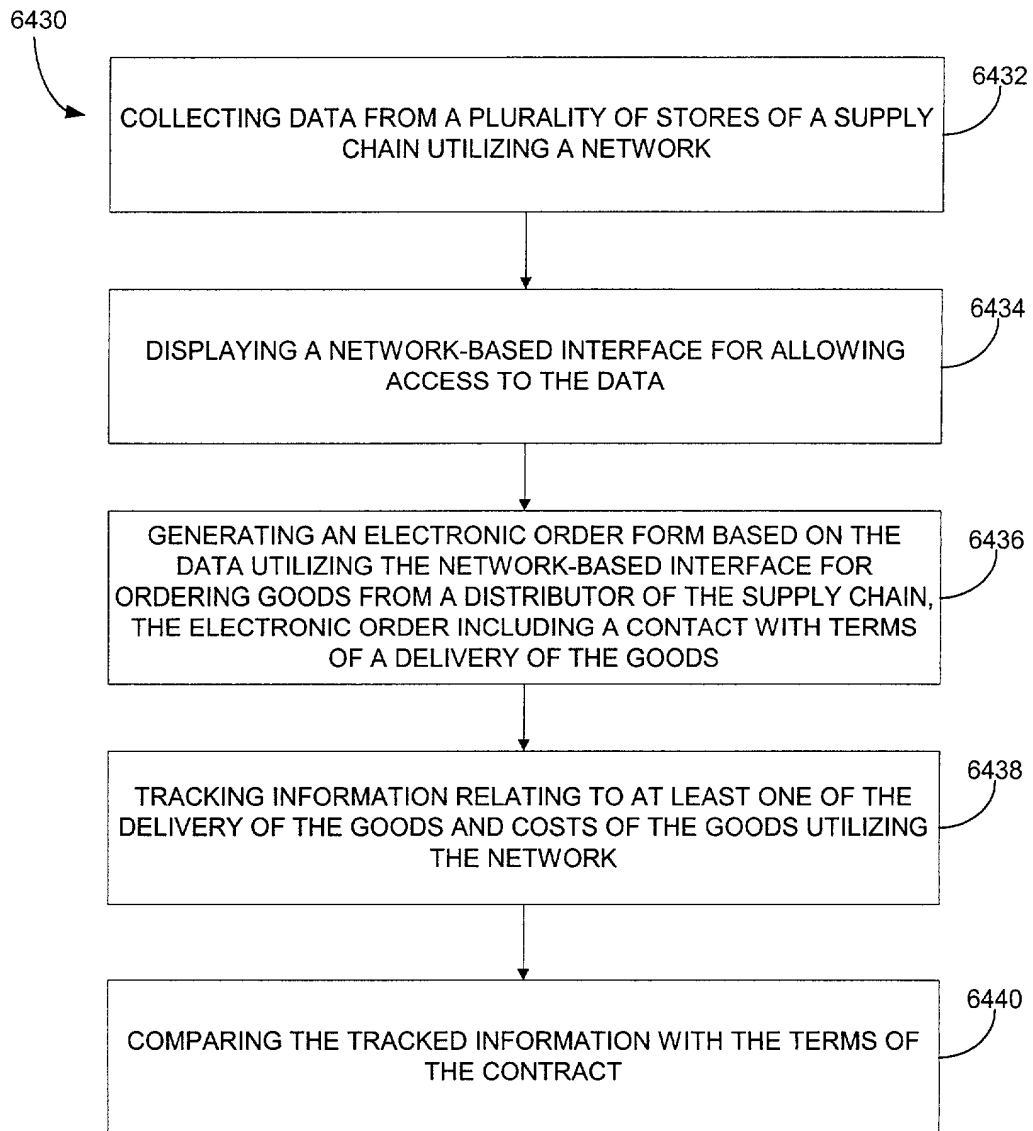 6430
6432
COLLECTING DATA FROM A PLURALITY OF STORES OF A SUPPLY
CHAIN UTILIZING A NETWORK
6434
DISPLAYING A NETWORK-BASED INTERFACE FOR ALLOWING
ACCESS TO THE DATA
6436
GENERATING AN ELECTRONIC ORDER FORM BASED ON THE
DATA UTILIZING THE NETWORK-BASED INTERFACE FOR
ORDERING GOODS FROM A DISTRIBUTOR OF THE SUPPLY CHAIN,
THE ELECTRONIC ORDER INCLUDING A CONTACT WITH TERMS
OF A DELIVERY OF THE GOODS
6438
TRACKING INFORMATION RELATING TO AT LEAST ONE OF THE
DELIVERY OF THE GOODS AND COSTS OF THE GOODS UTILIZING
THE NETWORK
6440
COMPARING THE TRACKED INFORMATION WITH THE TERMS OF
THE CONTRACT